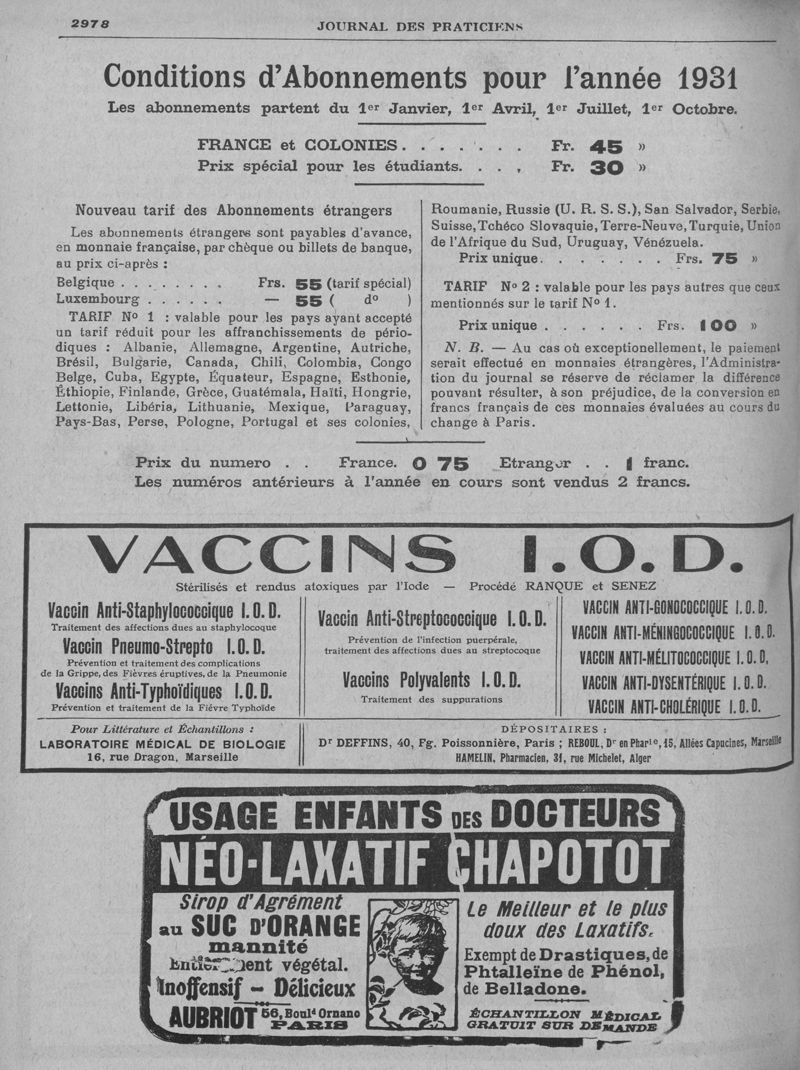 2978
JOURNAL DES PRATICIENS
Conditions d'Abonnements pour l'année 1931
Les abonnements partent du 1er Janvier, 1er Avril, 1er Juillet, 1er Octobre.
FRANCE et COLONIES. . . . . . . Fr. 45 »
Prix spécial pour les étudiants. . . . Fr. 30 »
Nouveau tarif des Abonnements étrangers
Les abonnements étrangers sont payables d'avance,
en monnaie française, par chèque ou billets de banque,
au prix ci-après :
Belgique . . . . . . . . Frs. 55 (tarif spécial)
Luxembourg . . . . . . — 55 ( do )
TARIF No 1 : valable pour les pays ayant accepté
un tarif réduit pour les affranchissements de pério-
diques : Albanie, Allemagne, Argentine, Autriche,
Brésil, Bulgarie, Canada, Chili, Colombia, Congo
Belge, Cuba, Egypte, Équateur, Espagne, Esthonie,
Éthiopie, Finlande, Grèce, Guatémala, Haïti, Hongrie,
Lettonie, Libéria, Lithuanie, Mexique, Paraguay,
Pays-Bas, Perse, Pologne, Portugal et ses colonies,
Roumanie, Russie (U. R. S. S.), San Salvador, Serbie,
Suisse, Tchéco Slovaquie, Terre-Neuve, Turquie, Union
de l'Afrique du Sud, Uruguay, Vénézuela.
Prix unique. . . . . . . . Frs. 75 »
TARIF No 2 : valable pour les pays autres que ceux
mentionnés sur le tarif No 1.
Prix unique . . . . . . Frs. 100 »
N. B. — Au cas où exceptionellement, le paiement
serait effectué en monnaies étrangères, l'Administra-
tion du journal se réserve de réclamer la différence
pouvant résulter, à son préjudice, de la conversion en
francs français de ces monnaies évaluées au cours du
change à Paris.
Prix du numero . . France. 0 75 Etranger . . 1 franc.
Les numéros antérieurs à l'année en cours sont vendus 2 francs.
VACCINS I.O.D.
Stérilisés et rendus atoxiques par l'Iode — Procédé RANQUE et SENEZ
Vaccin Anti-Staphylococcique I.O.D.
Traitement des affections dues au staphylocoque
Vaccin Pneumo-Strepto I.O.D.
Prévention et traitement des complications
de la Grippe, des Fièvres éruptives, de la Pneumonie
Vaccins Anti-Typhoïdiques I.O.D.
Prévention et traitement de la Fièvre Typhoïde
Vaccin Anti-Streptococcique I.O.D.
Prévention de l'infection puerpérale,
traitement des affections dues au streptocoque
Vaccins Polyvalents I.O.D.
Traitement des suppurations
VACCIN ANTI-GONOCOCCIQUE I.O.D.
VACCIN ANTI-MÉNINGOCOCCIQUE I.O.D.
VACCIN ANTI-MÉLITOCOCCIQUE I.O.D.
VACCIN ANTI-DYSENTÉRIQUE I.O.D.
VACCIN ANTI-CHOLÉRIQUE I.O.D.
Pour Littérature et Échantillons :
LABORATOIRE MÉDICAL DE BIOLOGIE
16, rue Dragon, Marseille
DÉPOSITAIRES :
Dr DEFFINS, 40, Fg. Poissonnière, Paris ; REBOUL, Dr en Phar‍ie, 15, Allées Capucines, Marseille
HAMELIN, Pharmacien, 31, rue Michelet, Alger
USAGE ENFANTS DES DOCTEURS
NÉO-LAXATIF CHAPOTOT
Sirop d'Agrément
au SUC D'ORANGE
mannité
Entièrement végétal.
Inoffensif - Délicieux
AUBRIOT 56, Bould Ornano
PARIS
Le Meilleur et le plus
doux des Laxatifs.
Exempt de Drastiques, de
Phtalleïne de Phénol,
de Belladone.
ÉCHANTILLON MÉDICAL
GRATUIT SUR DEMANDE